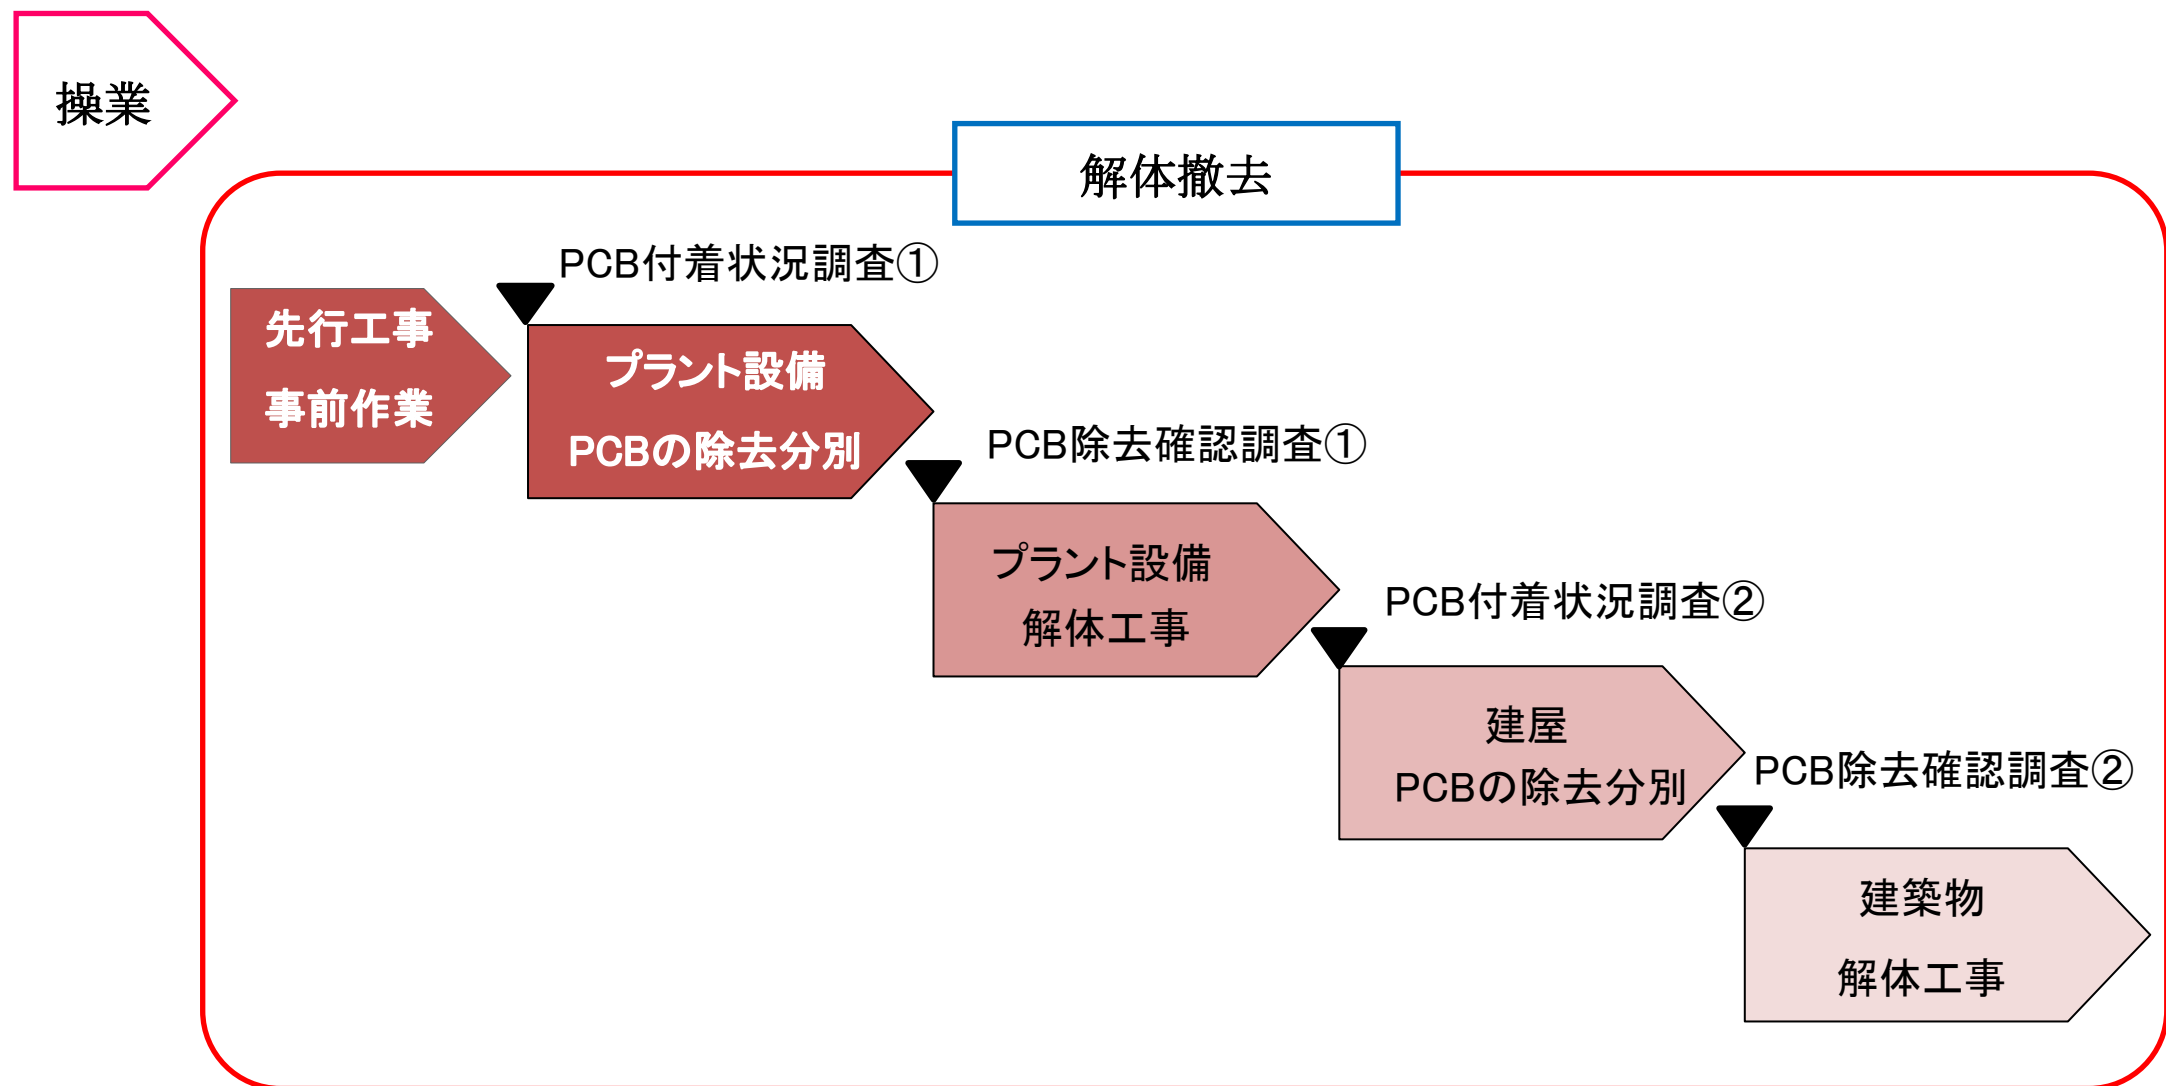 操業
解体撤去
PCB付着状況調査①
先行工事
事前作業
プラント設備
PCBの除去分別
PCB除去確認調査①
プラント設備
解体工事
PCB付着状況調査②
建屋
PCBの除去分別
PCB除去確認調査②
建築物
解体工事